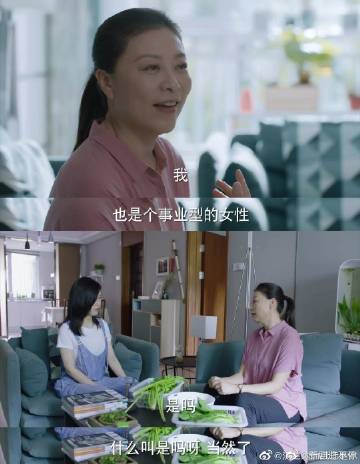 我
也是个事业型的女性
是吗
什么叫是吗呀 当然了